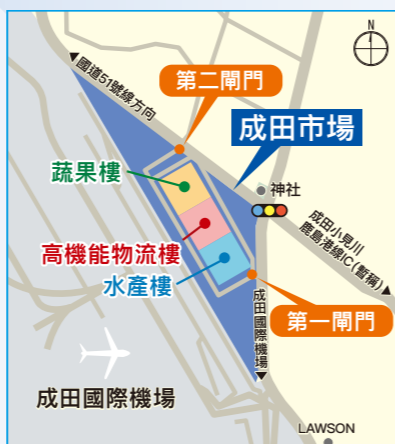 N
◀國道51號線方向
第二閘門
成田市場
蔬果樓
神社
高機能物流樓
水產樓
成田小見川
鹿島港線IC(暫稱)▶
成田國際機場▶
第一閘門
成田國際機場
LAWSON